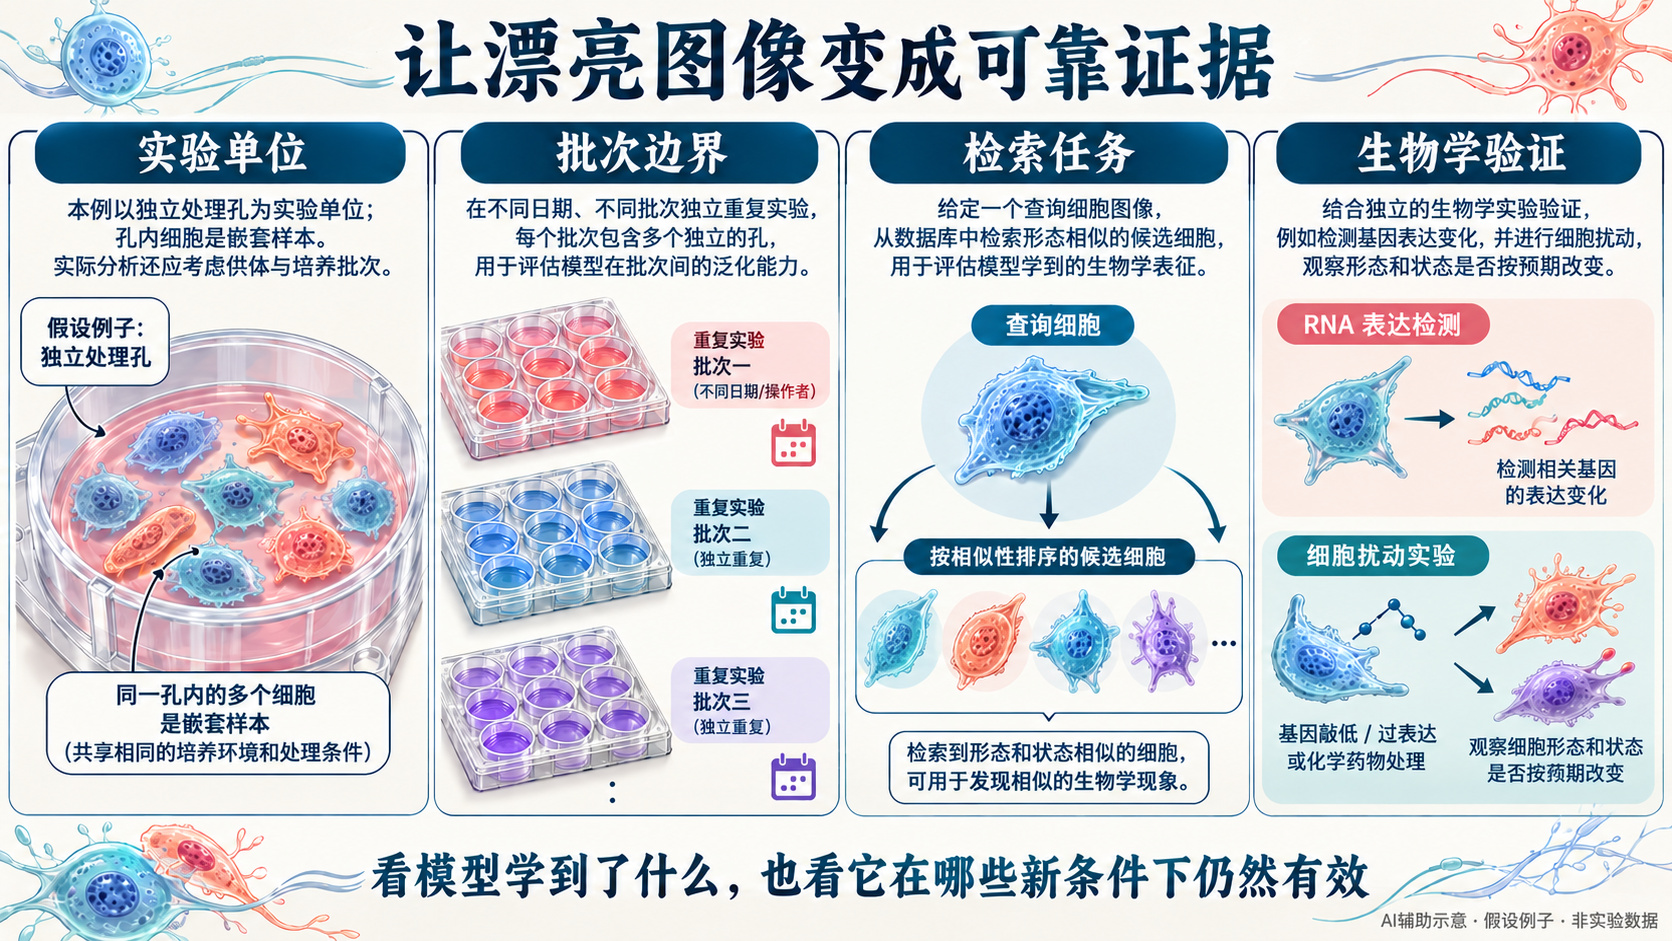 让漂亮图像变成可靠证据
实验单位
本例以独立处理孔为实验单位；
孔内细胞是嵌套样本。
实际分析还应考虑供体与培养批次。
假设例子：
独立处理孔
同一孔内的多个细胞
是嵌套样本
（共享相同的培养环境和处理条件）
批次边界
在不同日期、不同批次独立重复实验，
每个批次包含多个独立的孔，
用于评估模型在批次间的泛化能力。
重复实验
批次一
（不同日期/操作者）
重复实验
批次二
（独立重复）
重复实验
批次三
（独立重复）
检索任务
给定一个查询细胞图像，
从数据库中检索形态相似的候选细胞，
用于评估模型学到的生物学表征。
查询细胞
按相似性排序的候选细胞
检索到形态和状态相似的细胞，
可用于发现相似的生物学现象。
生物学验证
结合独立的生物学实验验证，
例如检测基因表达变化，并进行细胞扰动，
观察形态和状态是否按预期改变。
RNA 表达检测
检测相关基因
的表达变化
细胞扰动实验
基因敲低 / 过表达
或化学药物处理
观察细胞形态和状态
是否按预期改变
看模型学到了什么，也看它在哪些新条件下仍然有效
AI辅助示意 · 假设例子 · 非实验数据